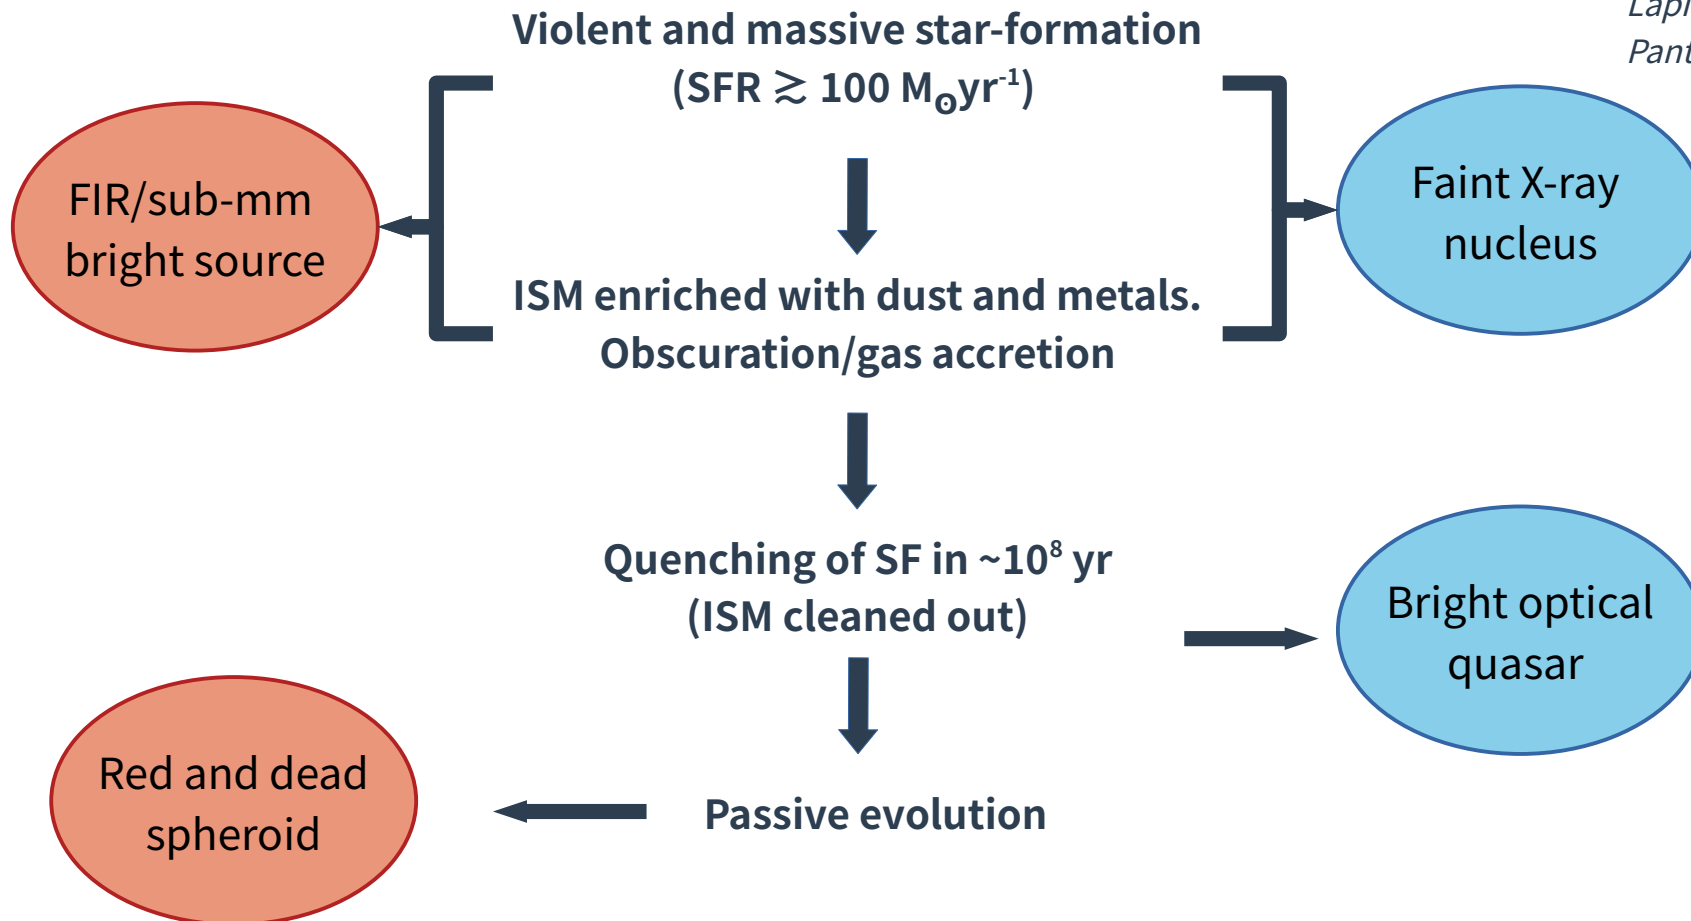 Violent and massive star-formation
(SFR ≳ 100 M⊙yr⁻¹)
FIR/sub-mm
bright source
Faint X-ray
nucleus
ISM enriched with dust and metals.
Obscuration/gas accretion
Quenching of SF in ~10⁸ yr
(ISM cleaned out)
Bright optical
quasar
Red and dead
spheroid
Passive evolution